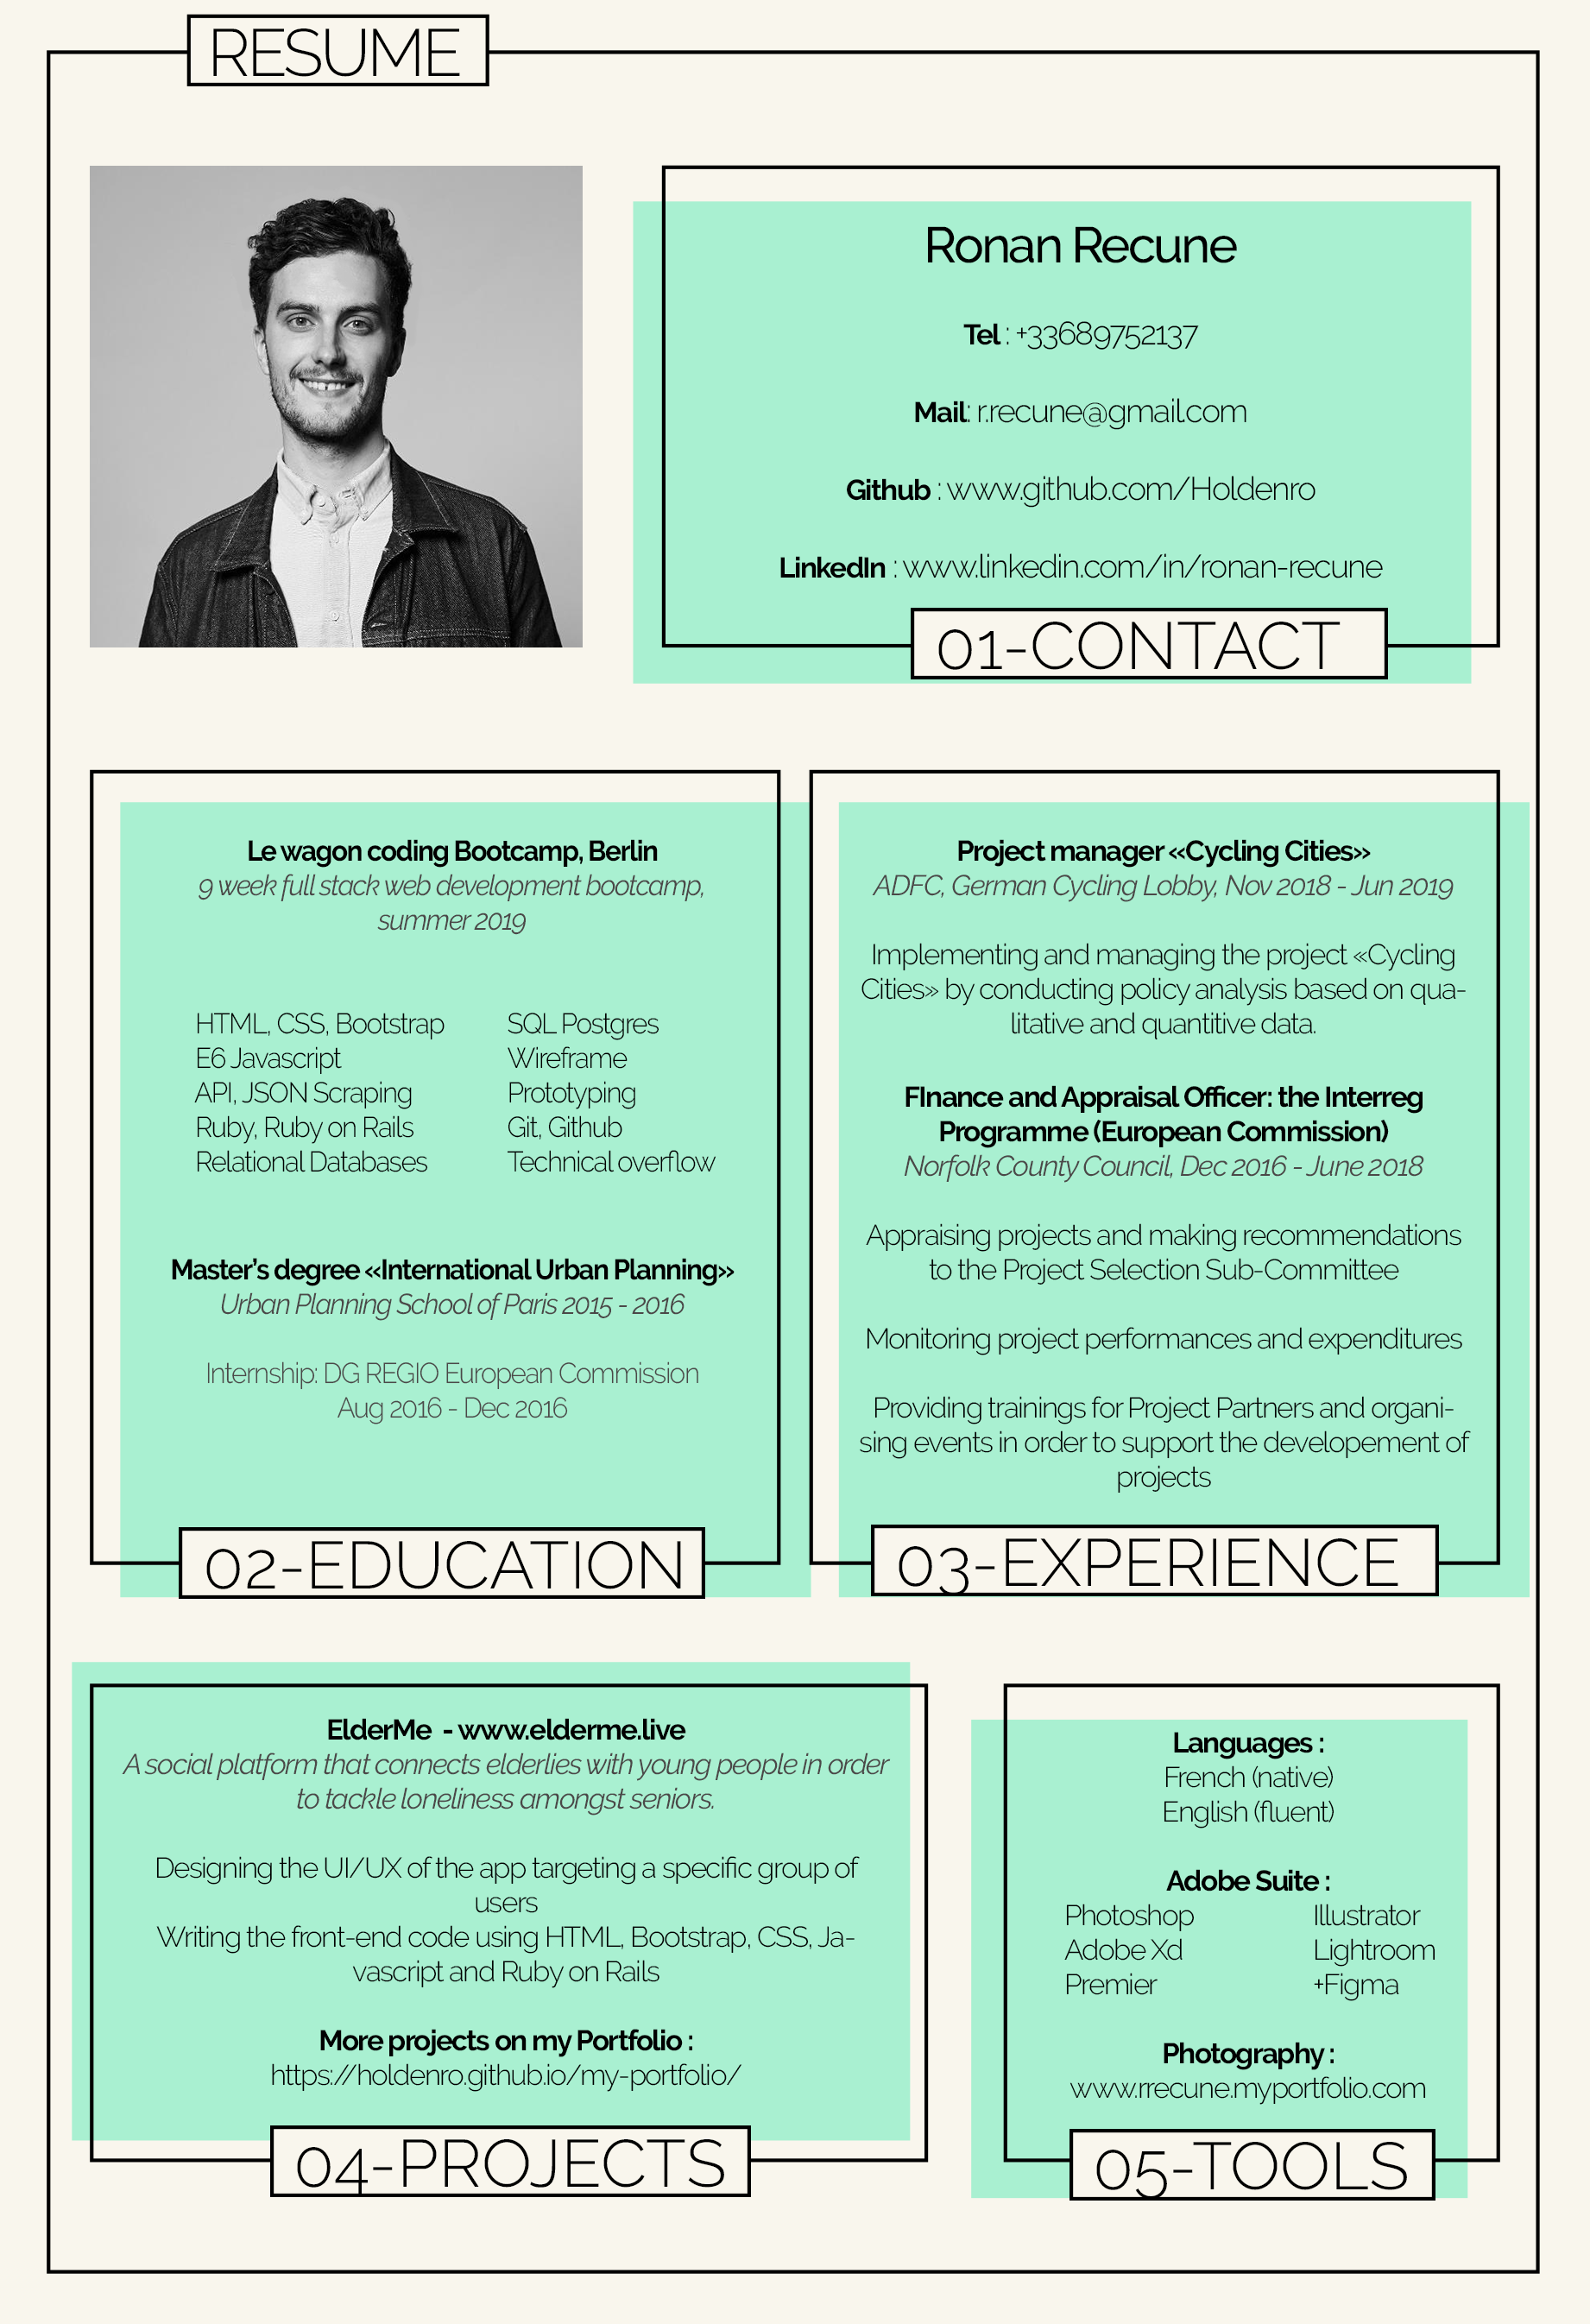 RESUME
Ronan Recune
Tel : +33689752137
Mail: r.recune@gmail.com
Github : www.github.com/Holdenro
LinkedIn : www.linkedin.com/in/ronan-recune
01-CONTACT
Le wagon coding Bootcamp, Berlin
9 week full stack web development bootcamp,
summer 2019
HTML, CSS, Bootstrap
E6 Javascript
API, JSON Scraping
Ruby, Ruby on Rails
Relational Databases
SQL Postgres
Wireframe
Prototyping
Git, Github
Technical overflow
Master's degree «International Urban Planning»
Urban Planning School of Paris 2015 - 2016
Internship: DG REGIO European Commission
Aug 2016 - Dec 2016
02-EDUCATION
Project manager «Cycling Cities»
ADFC, German Cycling Lobby, Nov 2018 - Jun 2019
Implementing and managing the project «Cycling
Cities» by conducting policy analysis based on qua-
litative and quantitive data.
FInance and Appraisal Officer: the Interreg
Programme (European Commission)
Norfolk County Council, Dec 2016 - June 2018
Appraising projects and making recommendations
to the Project Selection Sub-Committee
Monitoring project performances and expenditures
Providing trainings for Project Partners and organi-
sing events in order to support the developement of
projects
03-EXPERIENCE
ElderMe - www.elderme.live
A social platform that connects elderlies with young people in order
to tackle loneliness amongst seniors.
Designing the UI/UX of the app targeting a specific group of
users
Writing the front-end code using HTML, Bootstrap, CSS, Ja-
vascript and Ruby on Rails
More projects on my Portfolio :
https://holdenro.github.io/my-portfolio/
04-PROJECTS
Languages :
French (native)
English (fluent)
Adobe Suite :
Photoshop
Adobe Xd
Premier
Illustrator
Lightroom
+Figma
Photography :
www.rrecune.myportfolio.com
05-TOOLS